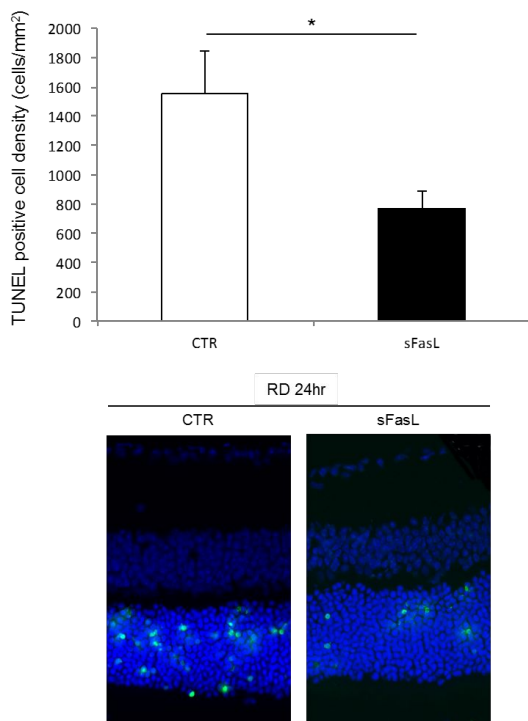 TUNEL positive cell density (cells/mm²)
2000
1800
1600
1400
1200
1000
800
600
400
200
0
*
CTR
sFasL
RD 24hr
CTR
sFasL